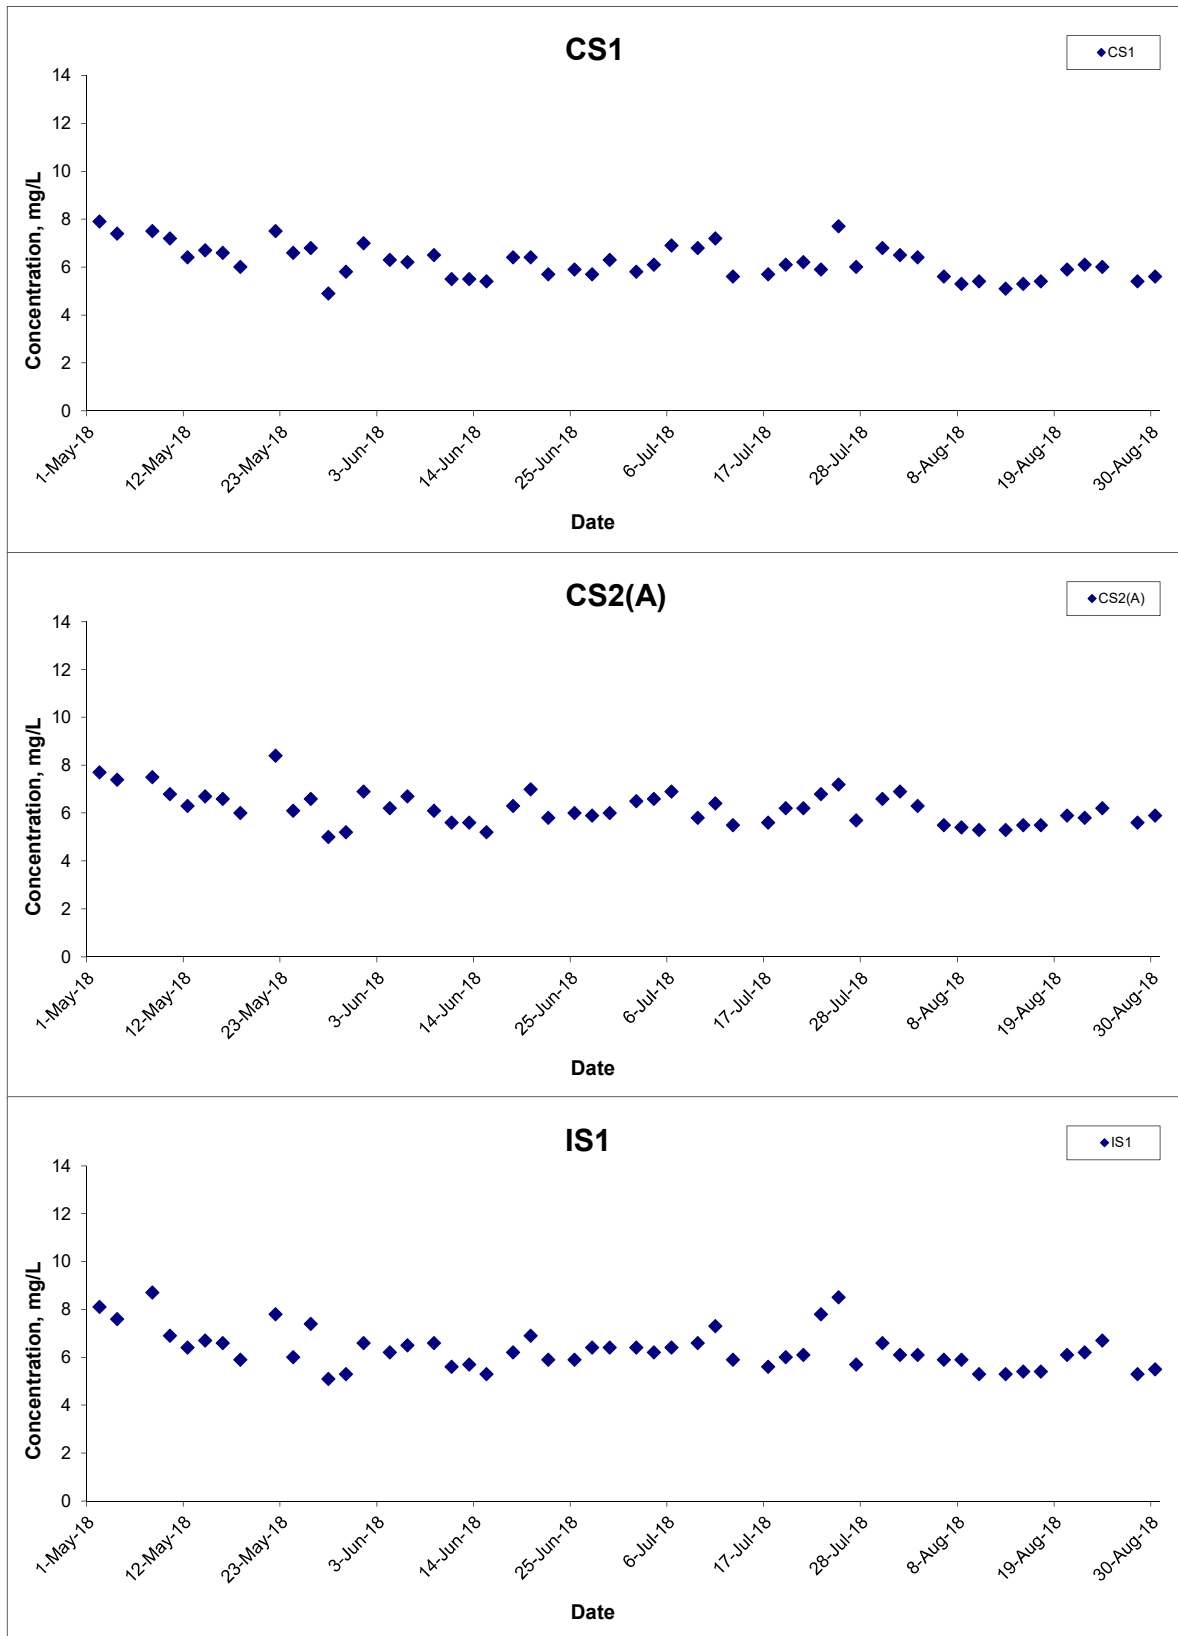 CS1
CS1
Concentration, mg/L
14
12
10
8
6
4
2
0
1-May-18
12-May-18
23-May-18
3-Jun-18
14-Jun-18
25-Jun-18
6-Jul-18
17-Jul-18
28-Jul-18
8-Aug-18
19-Aug-18
30-Aug-18
Date
CS2(A)
CS2(A)
Concentration, mg/L
14
12
10
8
6
4
2
0
1-May-18
12-May-18
23-May-18
3-Jun-18
14-Jun-18
25-Jun-18
6-Jul-18
17-Jul-18
28-Jul-18
8-Aug-18
19-Aug-18
30-Aug-18
Date
IS1
IS1
Concentration, mg/L
14
12
10
8
6
4
2
0
1-May-18
12-May-18
23-May-18
3-Jun-18
14-Jun-18
25-Jun-18
6-Jul-18
17-Jul-18
28-Jul-18
8-Aug-18
19-Aug-18
30-Aug-18
Date